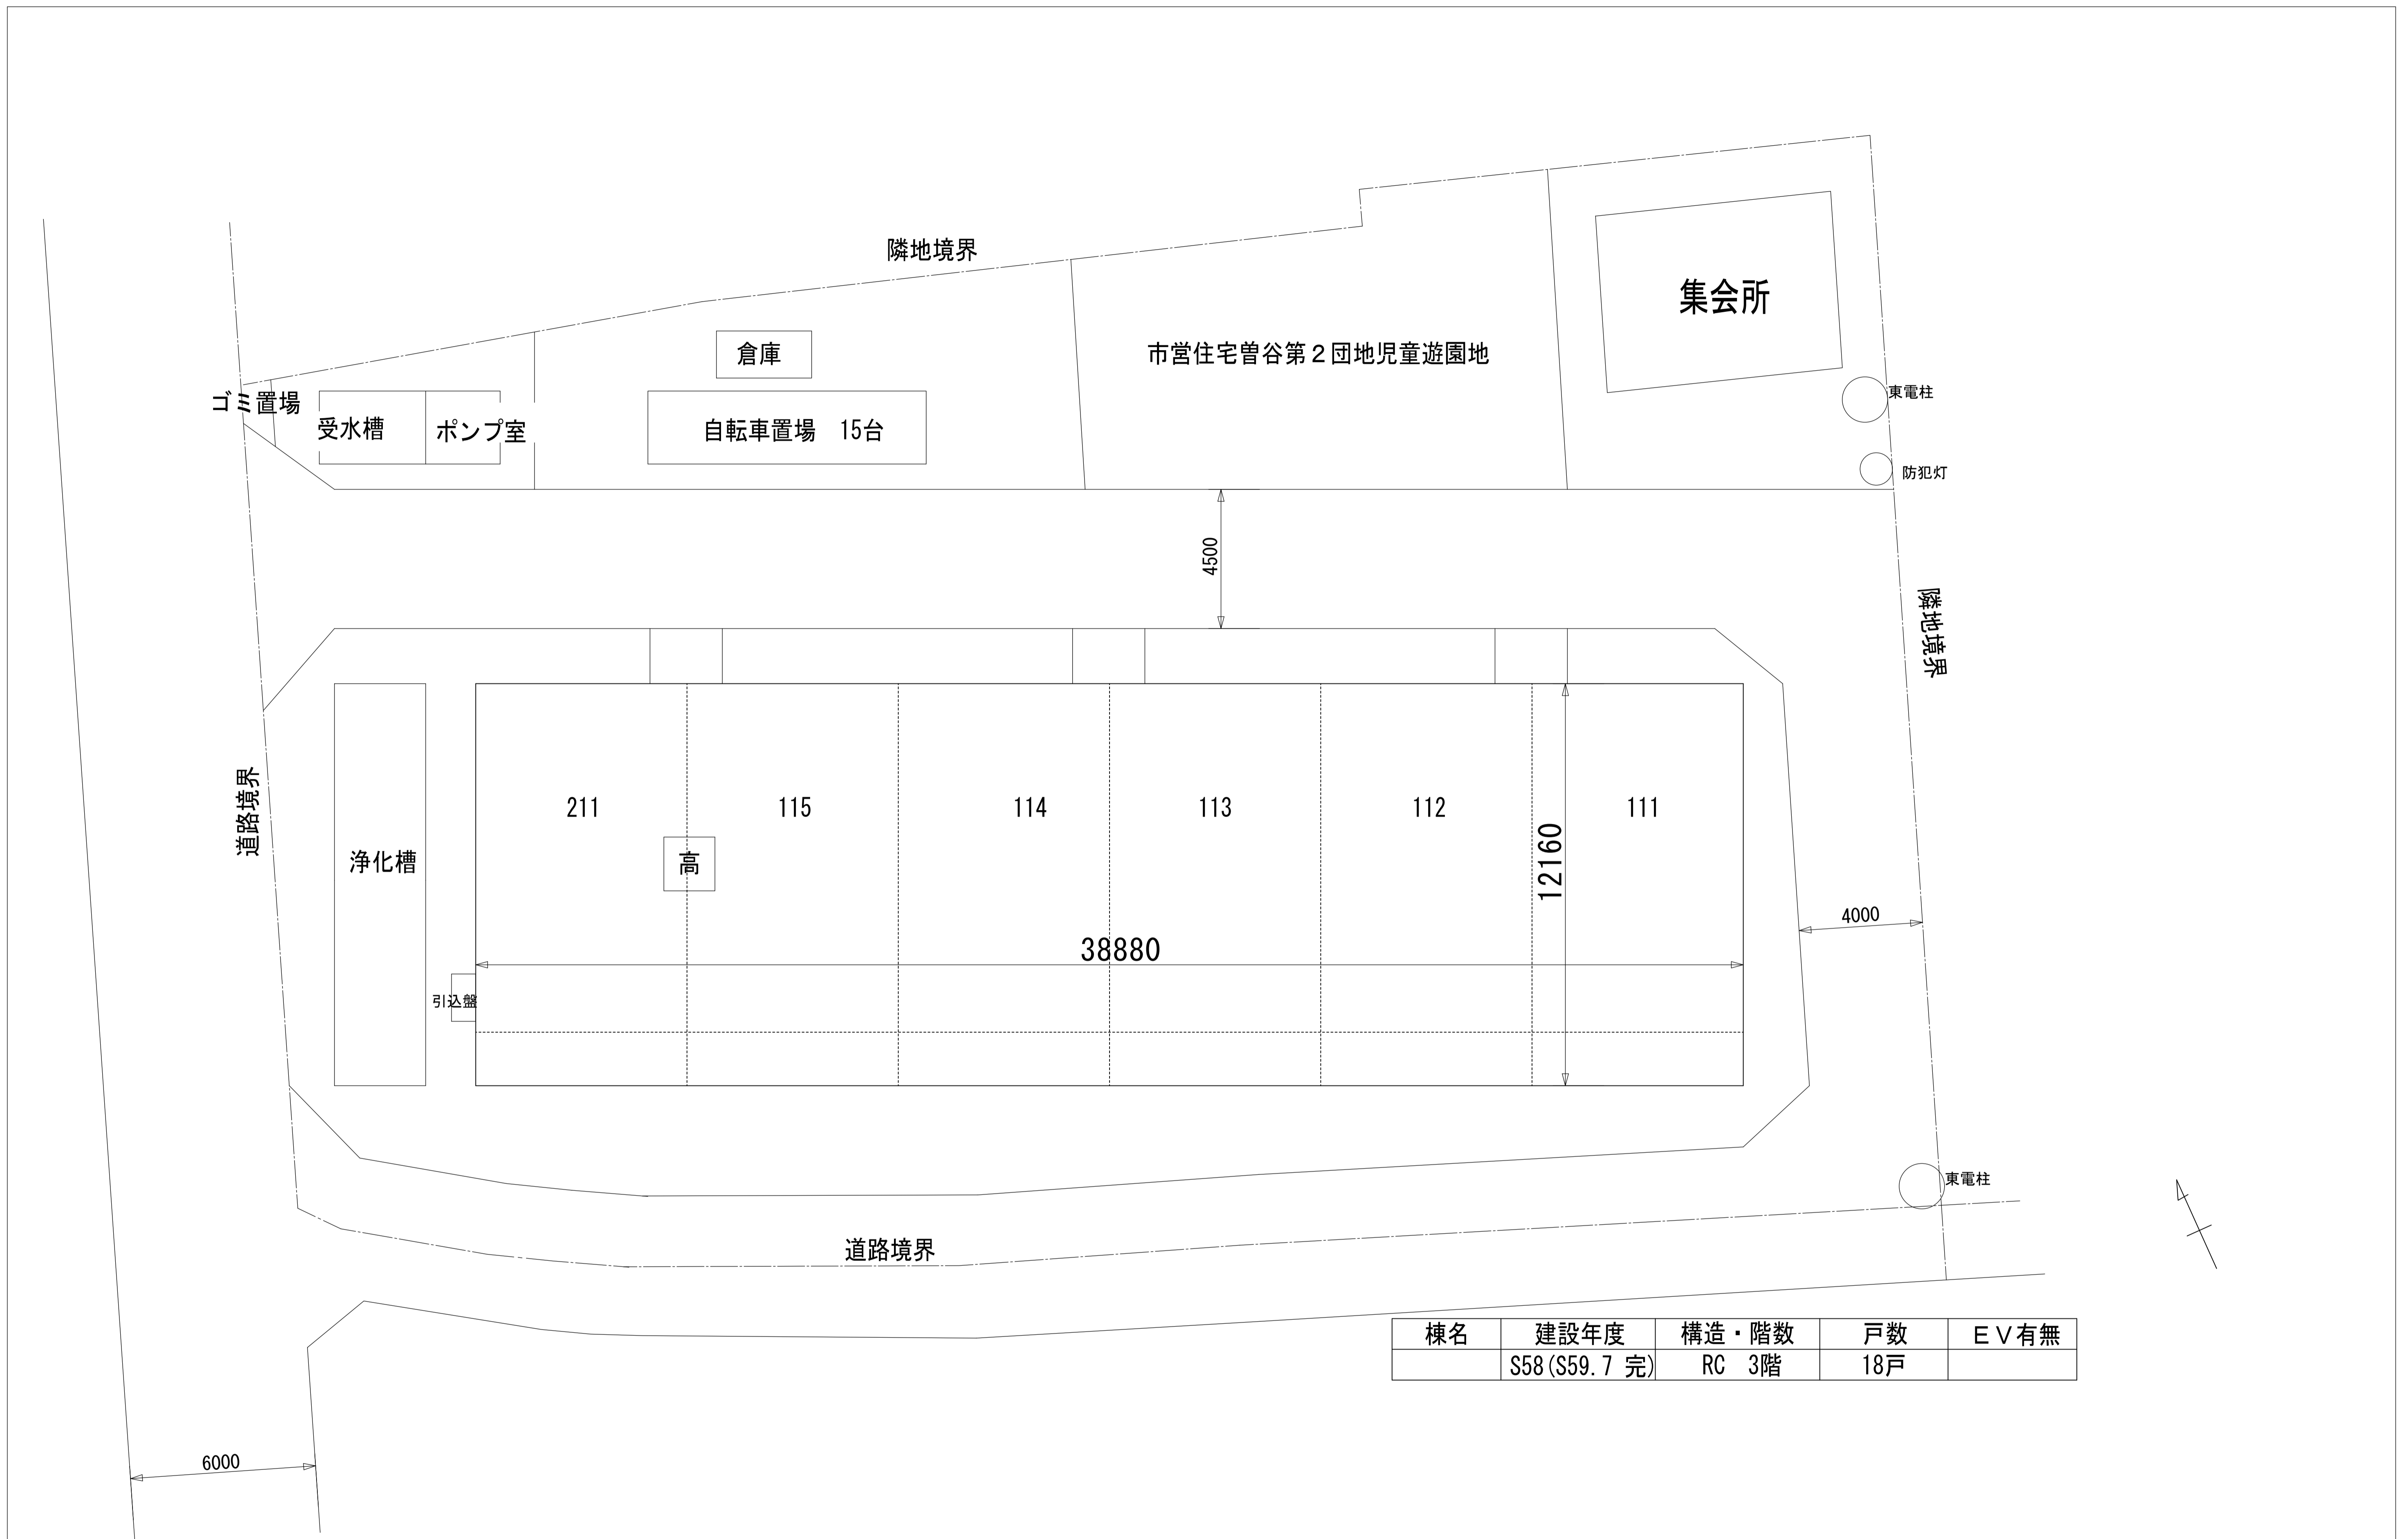 隣地境界
集会所
倉庫
市営住宅曽谷第２団地児童遊園地
東電柱
ゴミ置場
受水槽
ポンプ室
自転車置場　15台
防犯灯
4500
隣地境界
道路境界
211
115
114
113
112
111
浄化槽
高
12160
38880
4000
引込盤
東電柱
道路境界
棟名 建設年度 構造・階数 戸数 ＥＶ有無
S58(S59.7 完) RC　3階 18戸
6000